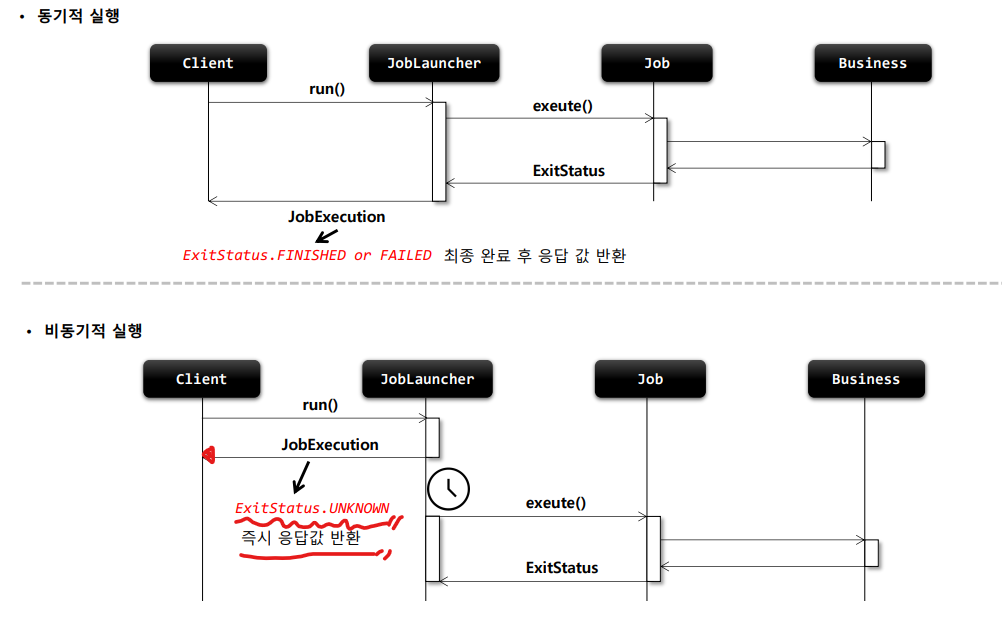 • 동기적 실행
Client JobLauncher Job Business
run()
exeute()
ExitStatus
JobExecution
ExitStatus.FINISHED or FAILED 최종 완료 후 응답 값 반환
• 비동기적 실행
Client JobLauncher Job Business
run()
JobExecution
ExitStatus.UNKNOWN
즉시 응답값 반환
exeute()
ExitStatus